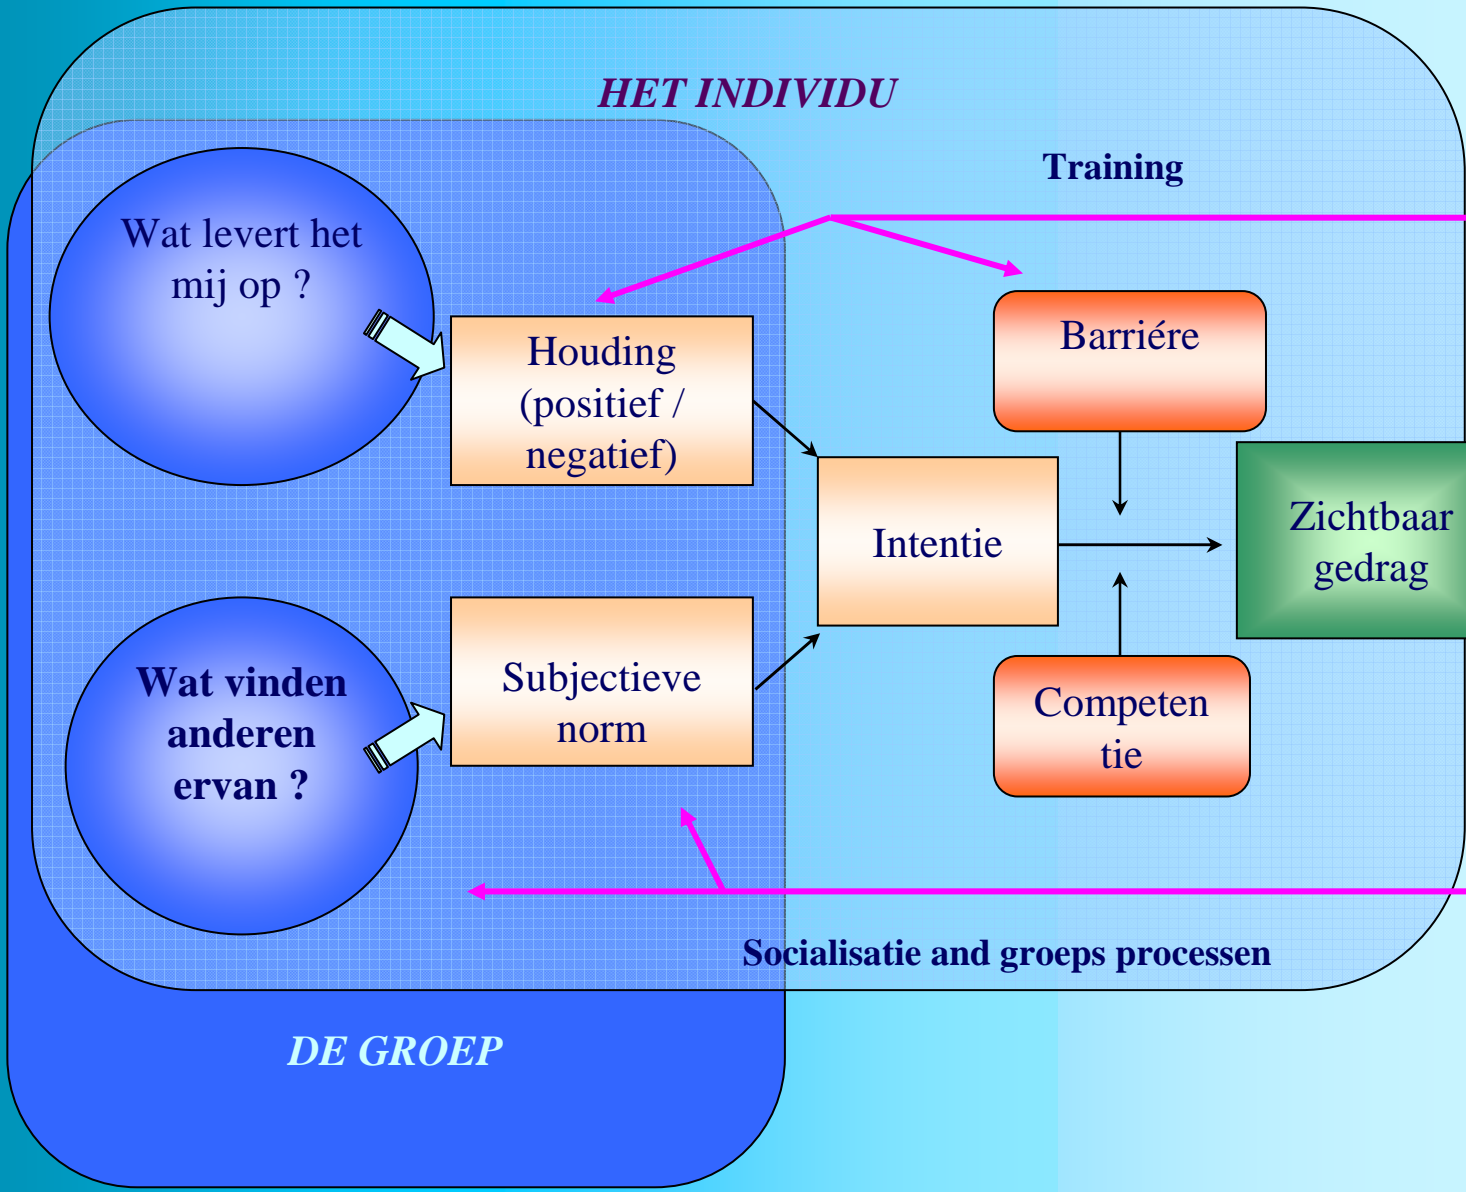 HET INDIVIDU
Training
Wat levert het
mij op ?
Houding
(positief /
negatief)
Barriére
Intentie
Zichtbaar
gedrag
Wat vinden
anderen
ervan ?
Subjectieve
norm
Competen
tie
Socialisatie and groeps processen
DE GROEP